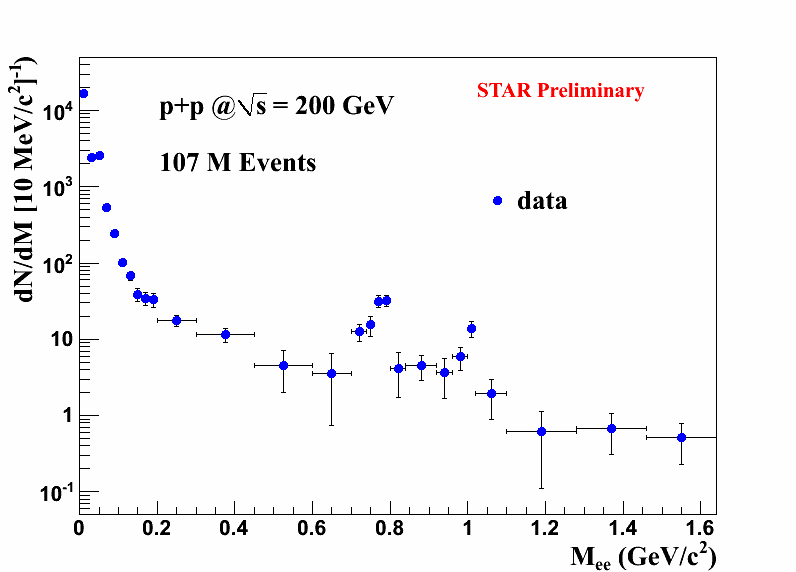 dN/dM [10 MeV/c²]⁻¹
p+p @√s = 200 GeV
STAR Preliminary
107 M Events
data
10⁴
10³
10²
10
1
10⁻¹
0 0.2 0.4 0.6 0.8 1 1.2 1.4 1.6
Mₑₑ (GeV/c²)